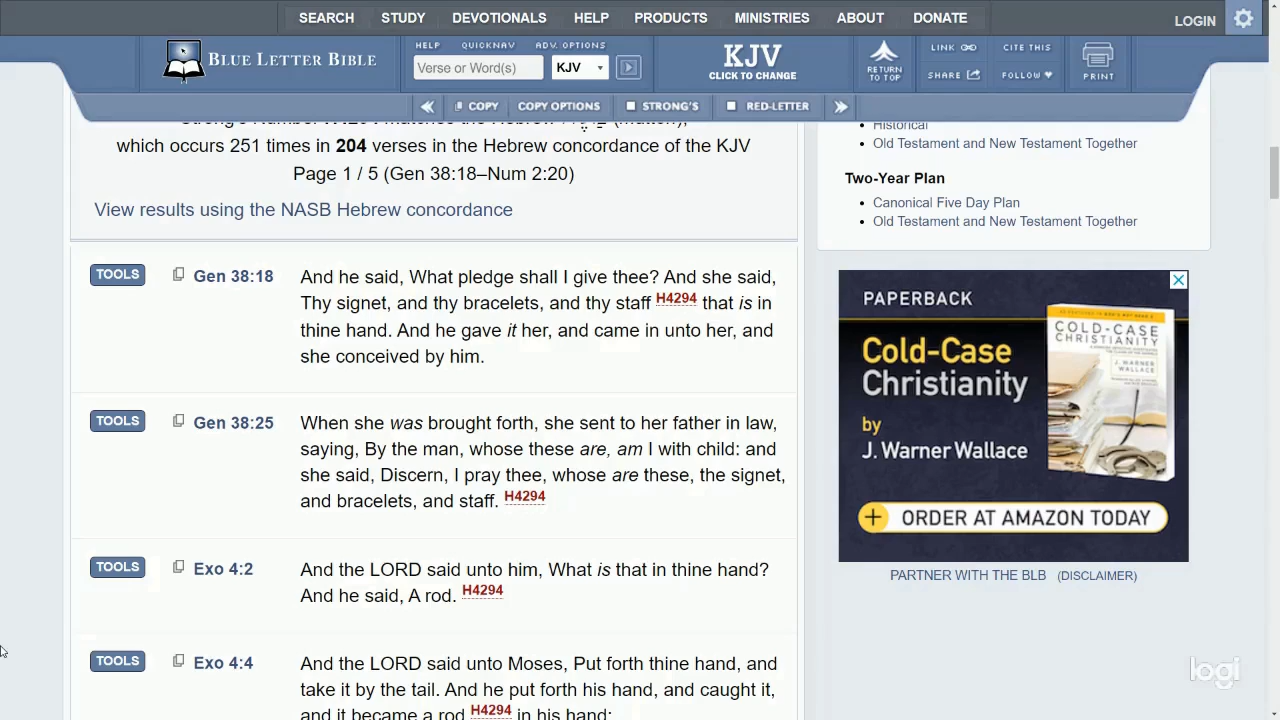 SEARCH STUDY DEVOTIONALS HELP PRODUCTS MINISTRIES ABOUT DONATE LOGIN
BLUE LETTER BIBLE
HELP QUICKNAV ADV. OPTIONS
Verse or Word(s) KJV
KJV
CLICK TO CHANGE
RETURN
TO TOP
LINK
CITE THIS
SHARE
FOLLOW
PRINT
COPY COPY OPTIONS STRONG'S RED-LETTER
which occurs 251 times in 204 verses in the Hebrew concordance of the KJV
Page 1 / 5 (Gen 38:18–Num 2:20)
View results using the NASB Hebrew concordance
TOOLS Gen 38:18 And he said, What pledge shall I give thee? And she said,
Thy signet, and thy bracelets, and thy staff H4294 that is in
thine hand. And he gave it her, and came in unto her, and
she conceived by him.
TOOLS Gen 38:25 When she was brought forth, she sent to her father in law,
saying, By the man, whose these are, am I with child: and
she said, Discern, I pray thee, whose are these, the signet,
and bracelets, and staff. H4294
TOOLS Exo 4:2 And the LORD said unto him, What is that in thine hand?
And he said, A rod. H4294
TOOLS Exo 4:4 And the LORD said unto Moses, Put forth thine hand, and
take it by the tail. And he put forth his hand, and caught it,
and it became a rod H4294 in his hand:
Historical
Old Testament and New Testament Together
Two-Year Plan
Canonical Five Day Plan
Old Testament and New Testament Together
PAPERBACK
Cold-Case
Christianity
by
J. Warner Wallace
COLD-CASE
CHRISTIANITY
J. WARNER
WALLACE
+ ORDER AT AMAZON TODAY
PARTNER WITH THE BLB (DISCLAIMER)
logi